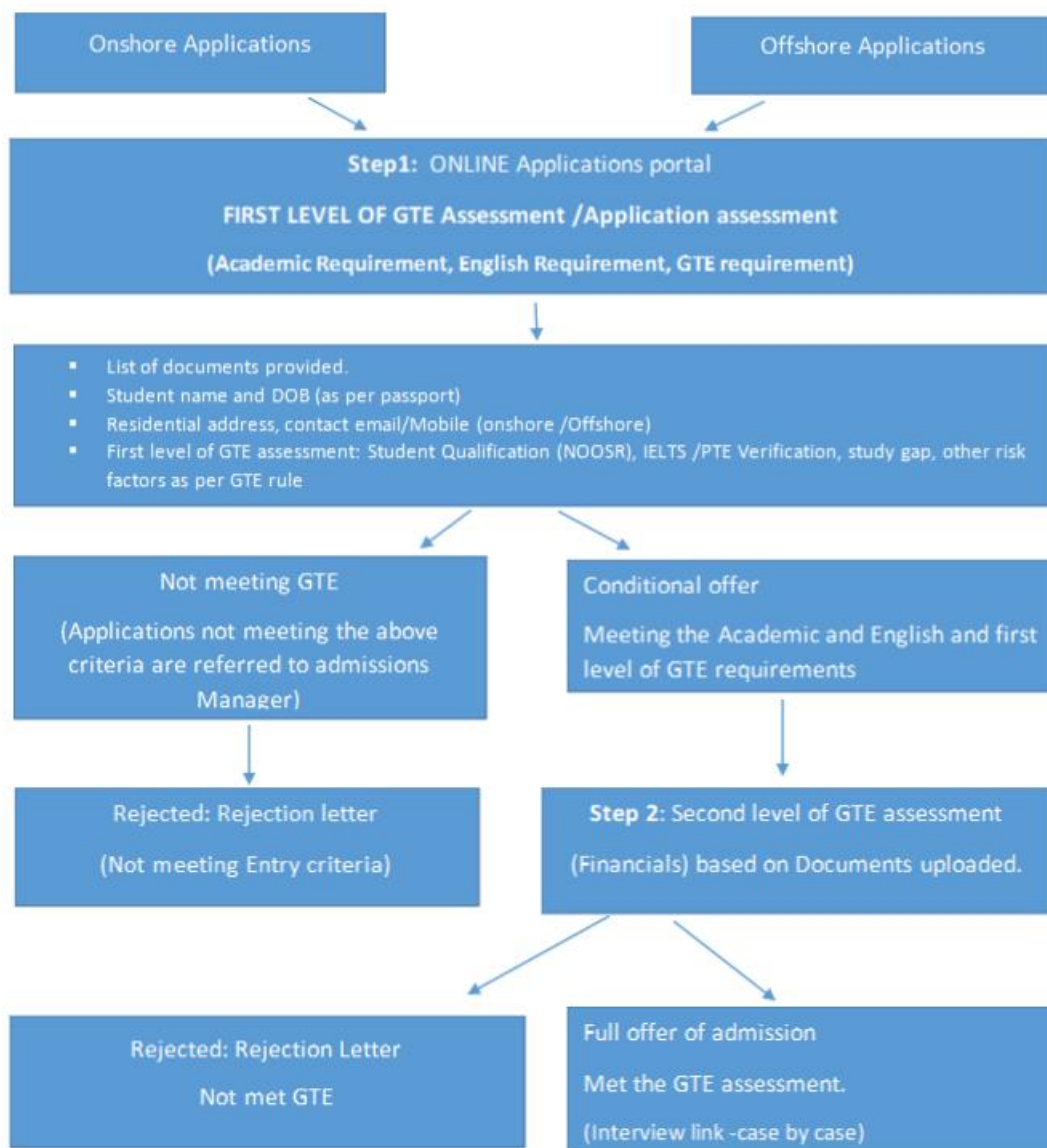 Onshore Applications
Offshore Applications
Step1: ONLINE Applications portal
FIRST LEVEL OF GTE Assessment /Application assessment
(Academic Requirement, English Requirement, GTE requirement)
▪ List of documents provided.
▪ Student name and DOB (as per passport)
▪ Residential address, contact email/Mobile (onshore /Offshore)
▪ First level of GTE assessment: Student Qualification (NOOSR), IELTS /PTE Verification, study gap, other risk
factors as per GTE rule
Not meeting GTE
(Applications not meeting the above
criteria are referred to admissions
Manager)
Conditional offer
Meeting the Academic and English and first
level of GTE requirements
Rejected: Rejection letter
(Not meeting Entry criteria)
Step 2: Second level of GTE assessment
(Financials) based on Documents uploaded.
Rejected: Rejection Letter
Not met GTE
Full offer of admission
Met the GTE assessment.
(Interview link -case by case)